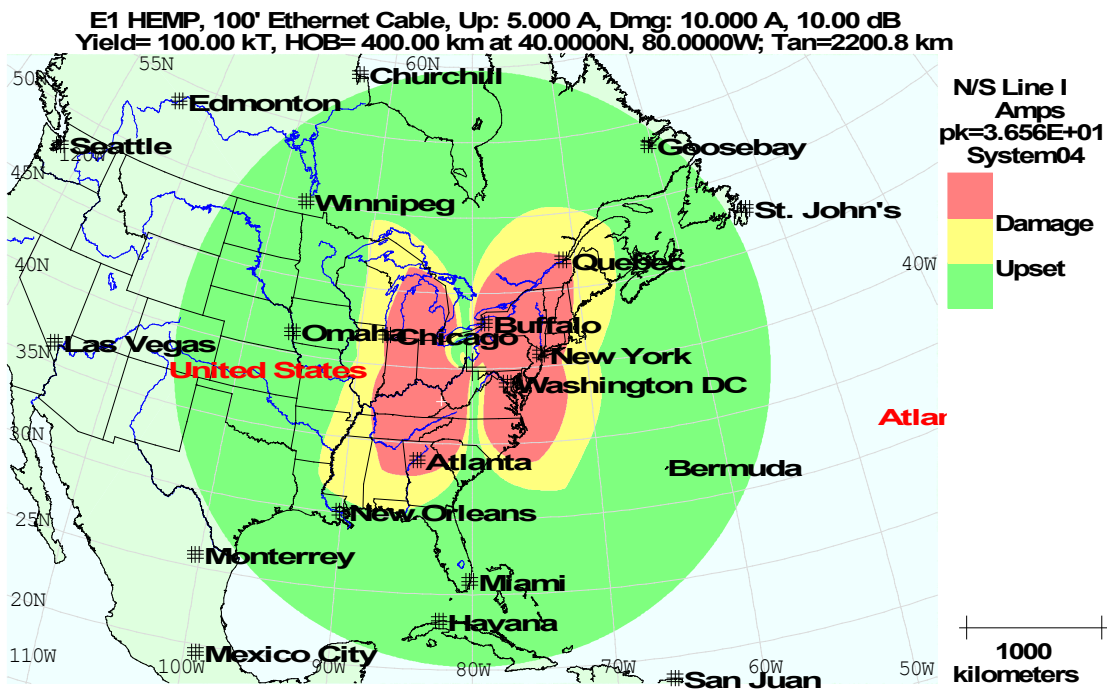 E1 HEMP, 100' Ethernet Cable, Up: 5.000 A, Dmg: 10.000 A, 10.00 dB
Yield= 100.00 kT, HOB= 400.00 km at 40.0000N, 80.0000W; Tan=2200.8 km
50N
55N
60N
Churchill
Edmonton
N/S Line I
Amps
pk=3.656E+01
System04
Seattle
120W
Goosebay
45N
Winnipeg
St. John's
Damage
40N
Quebec
40W
Upset
Omaha
Chicago
Buffalo
Las Vegas
35N
New York
United States
Washington DC
Atlan
30N
Atlanta
Bermuda
25N
New Orleans
Monterrey
Miami
20N
Havana
110W
Mexico City
100W
90W
80W
70W
60W
50W
San Juan
1000
kilometers